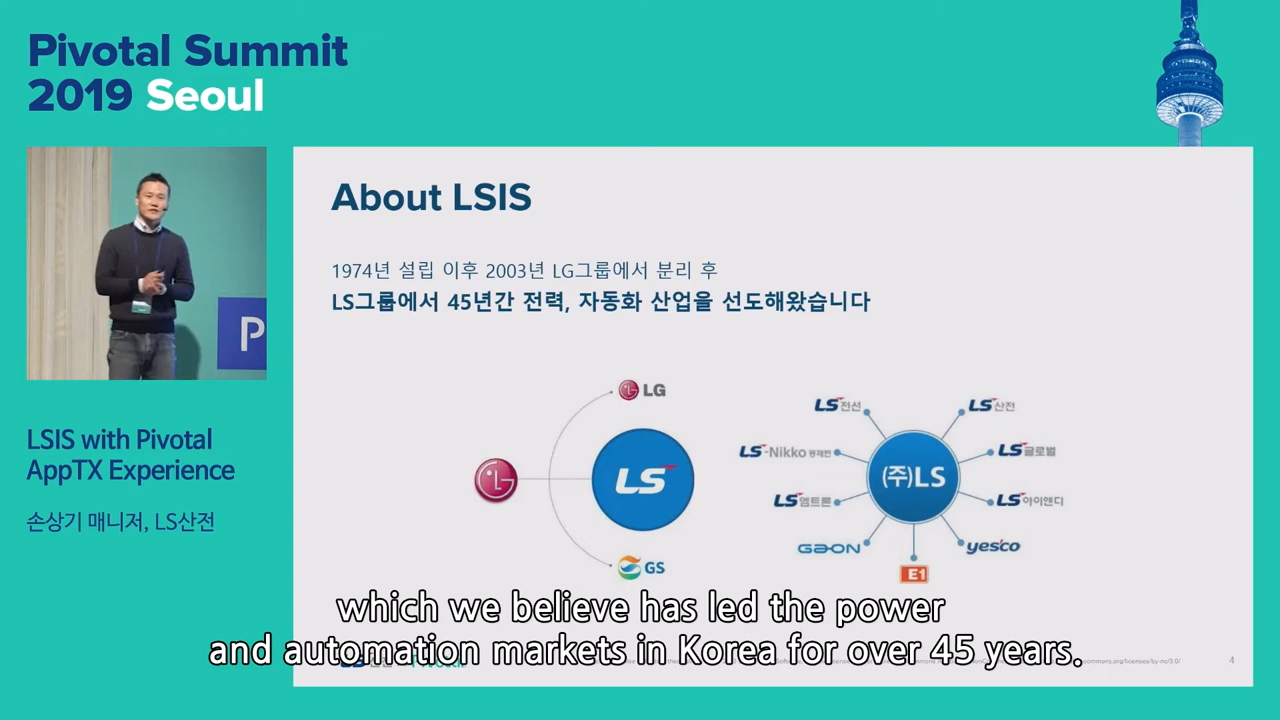 Pivotal Summit
2019 Seoul
P
LSIS with Pivotal
AppTX Experience
손상기 매니저, LS산전
About LSIS
1974년 설립 이후 2003년 LG그룹에서 분리 후
LS그룹에서 45년간 전력, 자동화 산업을 선도해왔습니다
LG
LS
GS
LS전선
LS산전
LS-Nikko동제련
LS글로벌
(주)LS
LS엠트론
LS아이앤디
GAON
yesco
E1
which we believe has led the power
and automation markets in Korea for over 45 years.
4